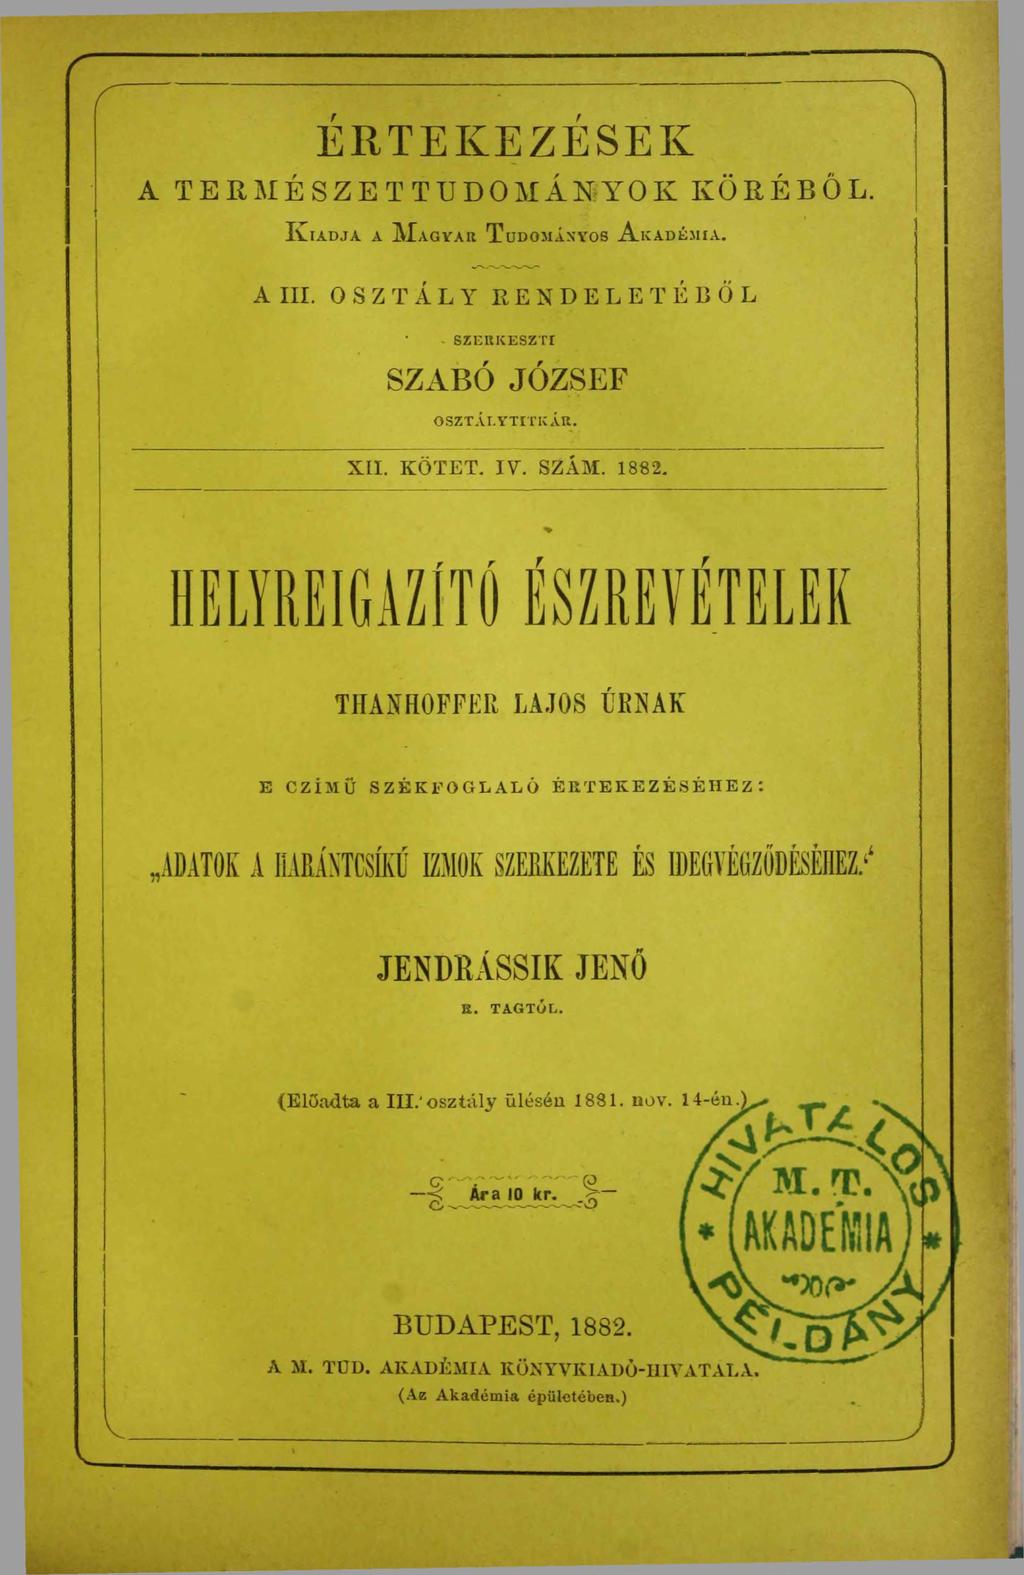 ÉRTEKEZÉSEK
A TERMÉSZETTUDOMÁNYOK KÖRÉBŐL.
KIADJA A MAGYAR TUDOMÁNYOS AKADÉMIA.
A III. OSZTÁLY RENDELETÉBŐL
SZERKESZTI
SZABÓ JÓZSEF
OSZTÁLYTITKÁR.
XII. KÖTET. IV. SZÁM. 1882.
HELYREIGAZÍTÓ ÉSZREVÉTELEK
THANHOFFER LAJOS ÚRNAK
E CZÍMŰ SZÉKFOGLALÓ ÉRTEKEZÉSÉHEZ:
„ADATOK A HARÁNTCSÍKÚ IZMOK SZERKEZETE ÉS IDEGVÉGZŐDÉSÉHEZ.“
JENDRÁSSIK JENŐ
R. TAGTÓL.
(Előadta a III. osztály ülésén 1881. nov. 14-én.)
Ára 10 kr.
HIVATALOS
M. T.
AKADEMIA
* PÉLDÁNY *
BUDAPEST, 1882.
A M. TUD. AKADÉMIA KÖNYVKIADÓ-HIVATALA.
(Az Akadémia épületében.)